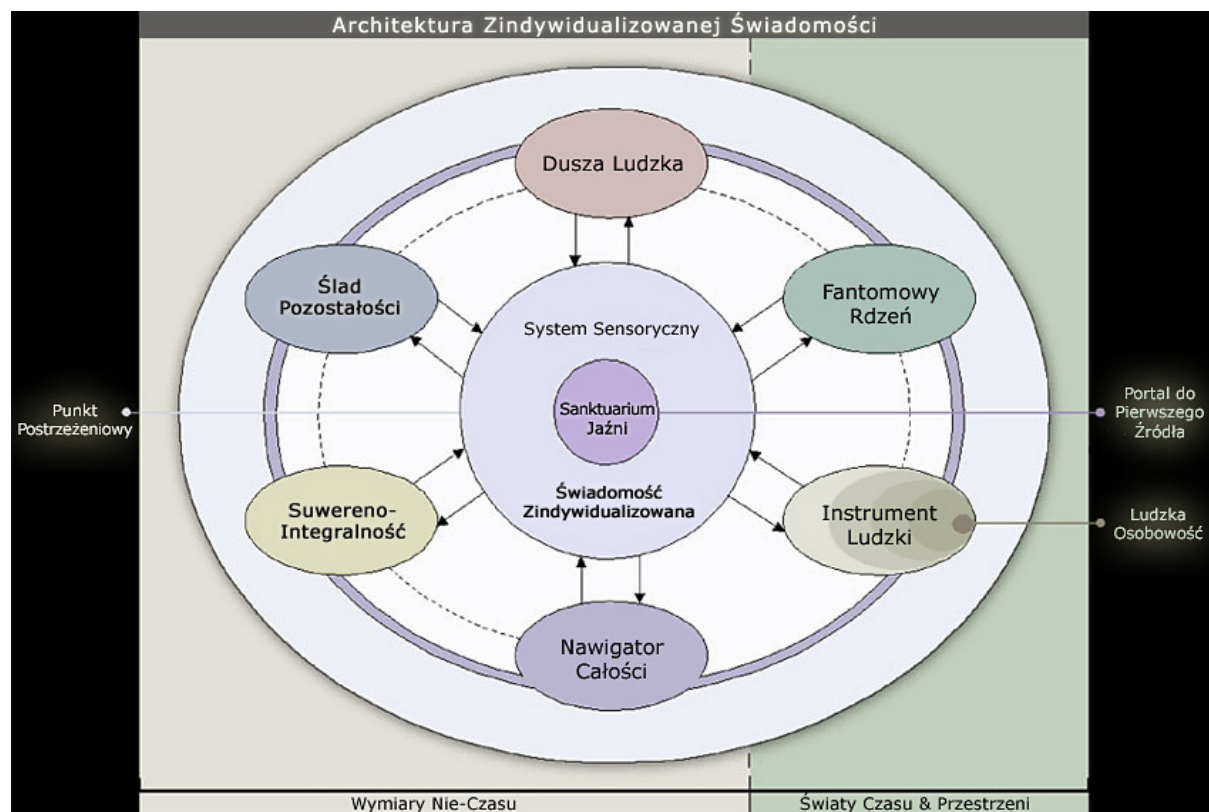 Architektura Zindywidualizowanej Świadomości
Dusza Ludzka
Ślad
Pozostałości
Fantomowy
Rdzeń
System Sensoryczny
Sanktuarium
Jaźni
Punkt
Postrzeżeniowy
Portal do
Pierwszego
Źródła
Świadomość
Zindywidualizowana
Suwereno-
Integralność
Instrument
Ludzki
Ludzka
Osobowość
Nawigator
Całości
Wymiary Nie-Czasu
Światy Czasu & Przestrzeni